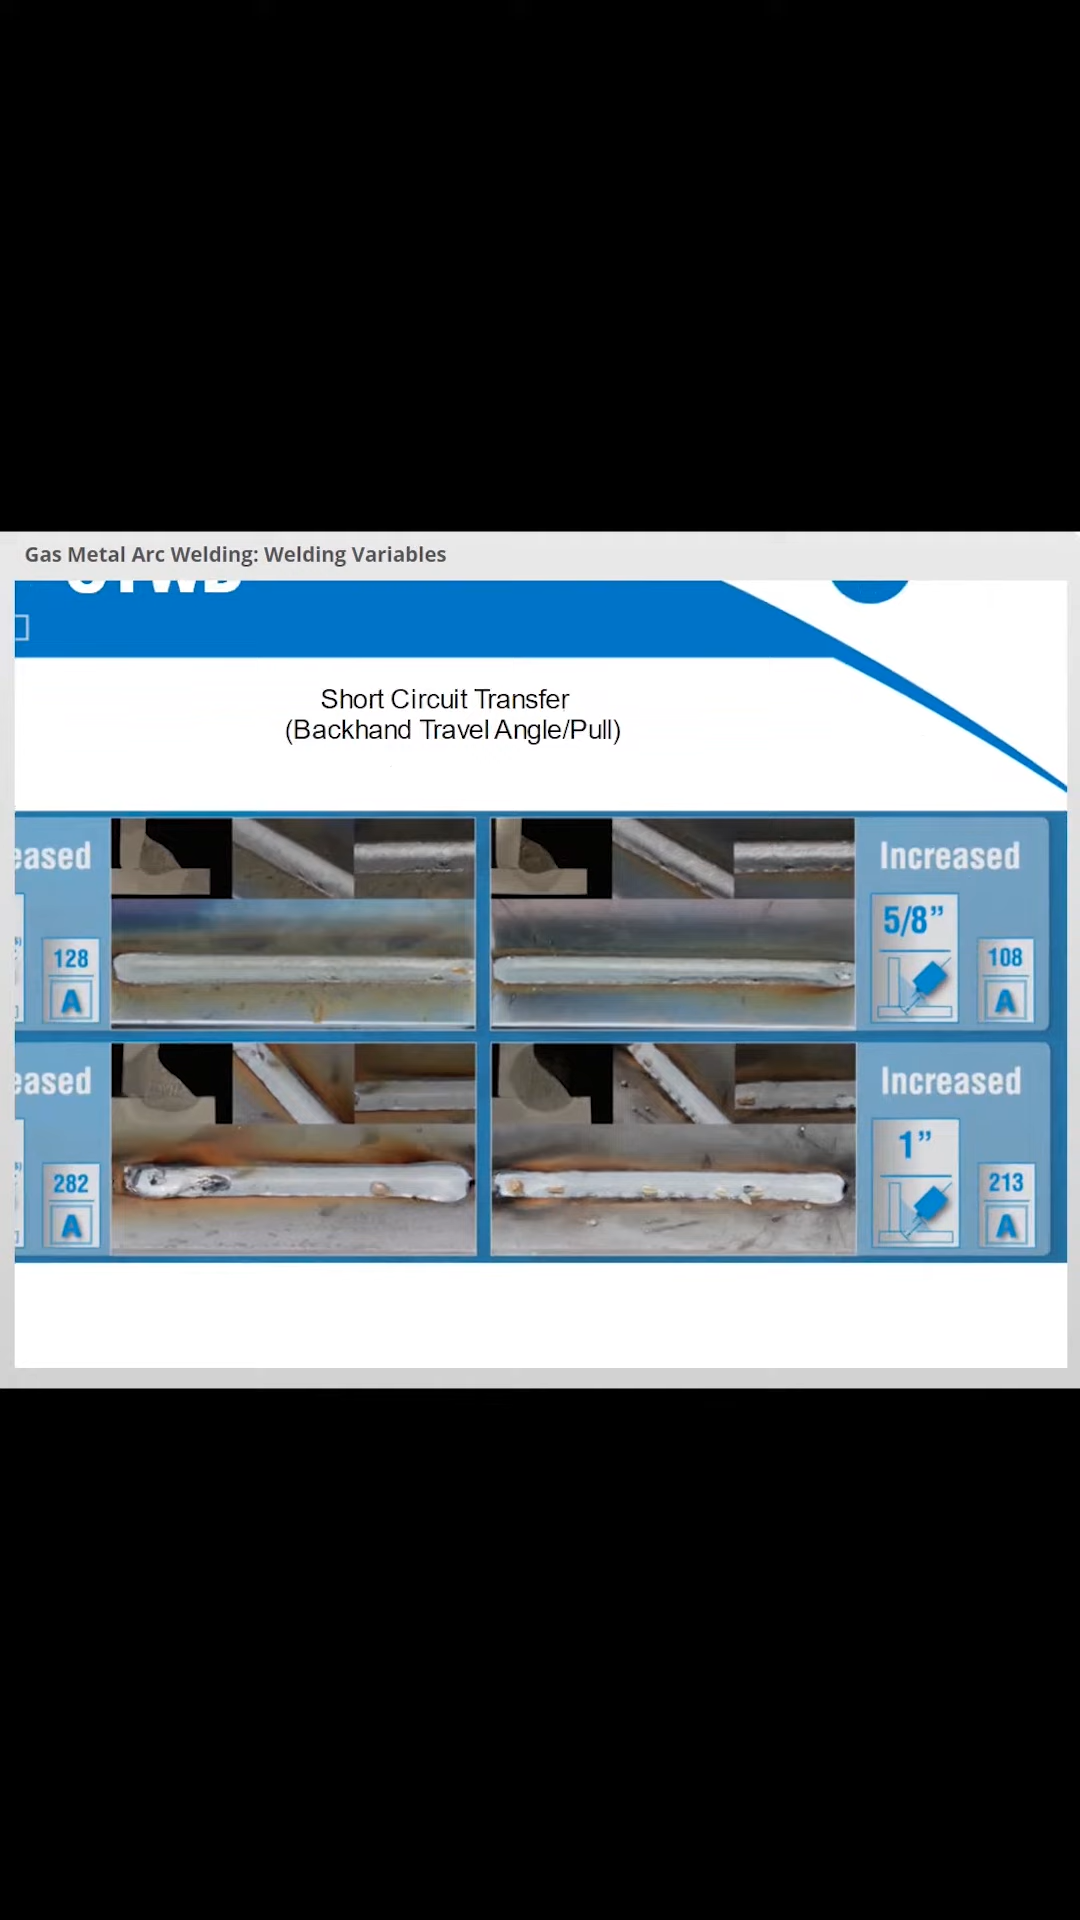 Gas Metal Arc Welding: Welding Variables
CTWD
Short Circuit Transfer
(Backhand Travel Angle/Pull)
eased
128
A
Increased
5/8”
108
A
eased
282
A
Increased
1”
213
A